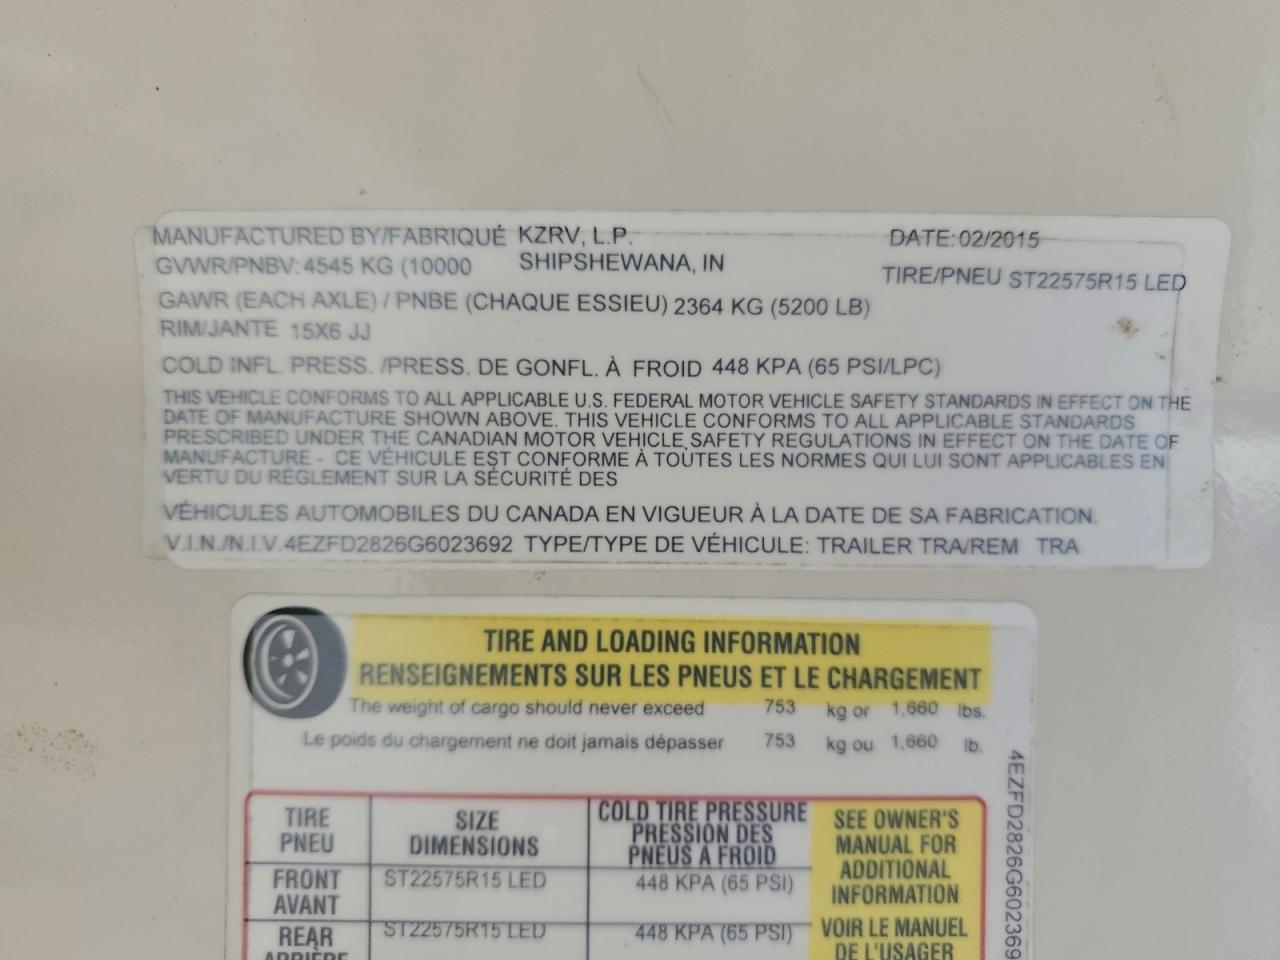 MANUFACTURED BY/FABRIQUÉ KZRV, L.P. DATE: 02/2015
GVWR/PNBV: 4545 KG (10000 SHIPSHEWANA, IN TIRE/PNEU ST22575R15 LED
GAWR (EACH AXLE) / PNBE (CHAQUE ESSIEU) 2364 KG (5200 LB)
RIM/JANTE 15X6 JJ
COLD INFL. PRESS. /PRESS. DE GONFL. À FROID 448 KPA (65 PSI/LPC)
THIS VEHICLE CONFORMS TO ALL APPLICABLE U.S. FEDERAL MOTOR VEHICLE SAFETY STANDARDS IN EFFECT ON THE
DATE OF MANUFACTURE SHOWN ABOVE. THIS VEHICLE CONFORMS TO ALL APPLICABLE STANDARDS
PRESCRIBED UNDER THE CANADIAN MOTOR VEHICLE SAFETY REGULATIONS IN EFFECT ON THE DATE OF
MANUFACTURE - CE VÉHICULE EST CONFORME À TOUTES LES NORMES QUI LUI SONT APPLICABLES EN
VERTU DU RÉGLEMENT SUR LA SÉCURITÉ DES
VÉHICULES AUTOMOBILES DU CANADA EN VIGUEUR À LA DATE DE SA FABRICATION.
V.I.N./N.I.V. 4EZFD2826G6023692 TYPE/TYPE DE VÉHICULE: TRAILER TRA/REM TRA
TIRE AND LOADING INFORMATION
RENSEIGNEMENTS SUR LES PNEUS ET LE CHARGEMENT
The weight of cargo should never exceed 753 kg or 1,660 lbs.
Le poids du chargement ne doit jamais dépasser 753 kg ou 1,660 lb.
TIRE
PNEU
SIZE
DIMENSIONS
COLD TIRE PRESSURE
PRESSION DES
PNEUS A FROID
SEE OWNER'S
MANUAL FOR
ADDITIONAL
INFORMATION
FRONT
AVANT
ST22575R15 LED
448 KPA (65 PSI)
REAR
ARRIÈRE
ST22575R15 LED
448 KPA (65 PSI)
VOIR LE MANUEL
DE L'USAGER
4EZFD2826G602369